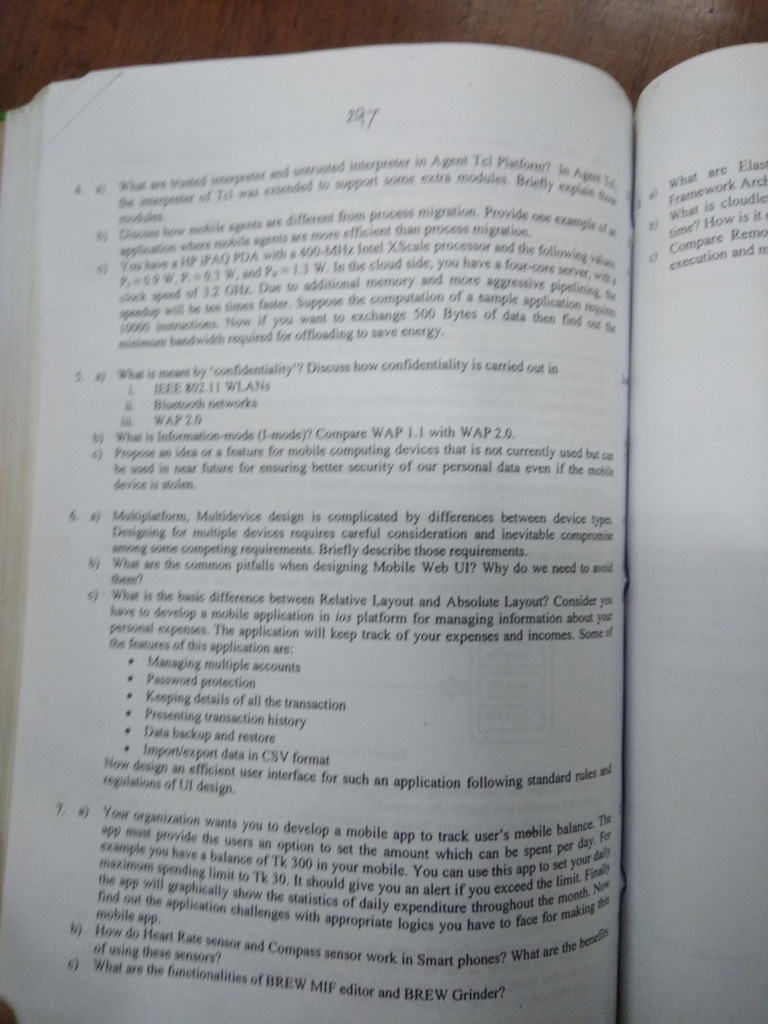 297
4. a) What are trusted interpreter and untrusted interpreter in Agent Tcl Platform? In Agent Tcl,
the interpreter of Tcl was extended to support some extra modules. Briefly explain those
modules.
b) Discuss how mobile agents are different from process migration. Provide one example of an
application where mobile agents are more efficient than process migration.
c) You have a HP iPAQ PDA with a 400-MHz Intel XScale processor and the following values
Pc = 0.9 W, Pi = 0.3 W, and Ptr = 1.3 W. In the cloud side, you have a four-core server, with a
clock speed of 3.2 GHz. Due to additional memory and more aggressive pipelining, the
speedup will be ten times faster. Suppose the computation of a sample application requires
10000 instructions. Now if you want to exchange 500 Bytes of data then find out the
minimum bandwidth required for offloading to save energy.
5. a) What is meant by 'confidentiality'? Discuss how confidentiality is carried out in
i. IEEE 802.11 WLANs
ii. Bluetooth networks
iii. WAP 2.0
b) What is Information-mode (I-mode)? Compare WAP 1.1 with WAP 2.0.
c) Propose an idea or a feature for mobile computing devices that is not currently used but can
be used in near future for ensuring better security of our personal data even if the mobile
device is stolen.
6. a) Multiplatform, Multidevice design is complicated by differences between device types.
Designing for multiple devices requires careful consideration and inevitable compromise
among some competing requirements. Briefly describe those requirements.
b) What are the common pitfalls when designing Mobile Web UI? Why do we need to avoid
them?
c) What is the basic difference between Relative Layout and Absolute Layout? Consider you
have to develop a mobile application in ios platform for managing information about your
personal expenses. The application will keep track of your expenses and incomes. Some of
the features of this application are:
• Managing multiple accounts
• Password protection
• Keeping details of all the transaction
• Presenting transaction history
• Data backup and restore
• Import/export data in CSV format
Now design an efficient user interface for such an application following standard rules and
regulations of UI design.
7. a) Your organization wants you to develop a mobile app to track user's mobile balance. The
app must provide the users an option to set the amount which can be spent per day. For
example you have a balance of Tk 300 in your mobile. You can use this app to set your daily
maximum spending limit to Tk 30. It should give you an alert if you exceed the limit. Finally
the app will graphically show the statistics of daily expenditure throughout the month. Now
find out the application challenges with appropriate logics you have to face for making this
mobile app.
b) How do Heart Rate sensor and Compass sensor work in Smart phones? What are the benefits
of using these sensors?
c) What are the functionalities of BREW MIF editor and BREW Grinder?
a) What are Elast
Framework Arch
b) What is cloudle
time? How is it
c) Compare Remo
execution and m